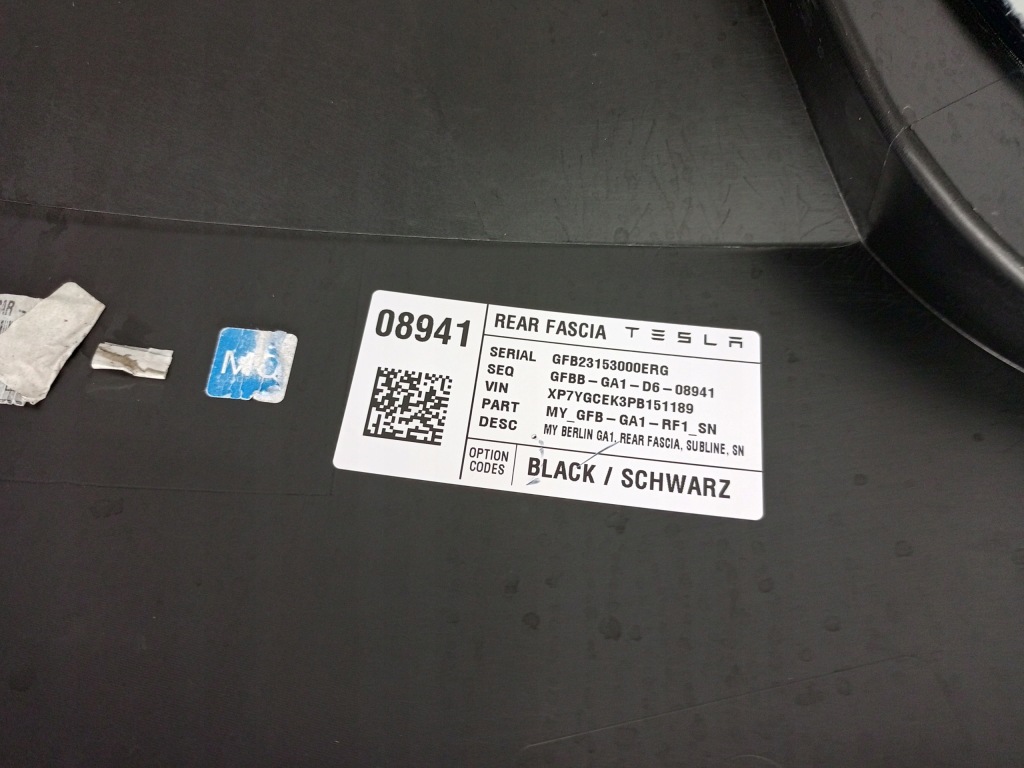 08941
REAR FASCIA TESLA
SERIAL GFB23153000ERG
SEQ GFBB-GA1-D6-08941
VIN XP7YGCEK3PB151189
PART MY_GFB-GA1-RF1_SN
DESC MY BERLIN GA1, REAR FASCIA, SUBLINE, SN
OPTION
CODES
BLACK / SCHWARZ